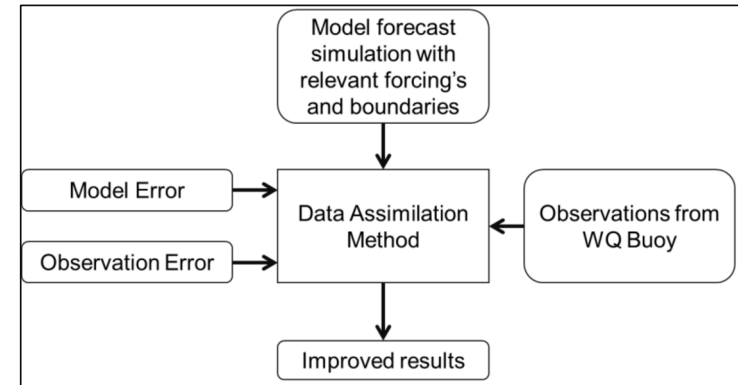 Model forecast
simulation with
relevant forcing's
and boundaries
Model Error
Data Assimilation
Method
Observations from
WQ Buoy
Observation Error
Improved results